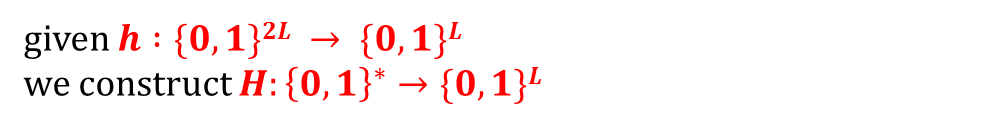 given h : {0, 1}²ᴸ → {0, 1}ᴸ
we construct H: {0, 1}* → {0, 1}ᴸ